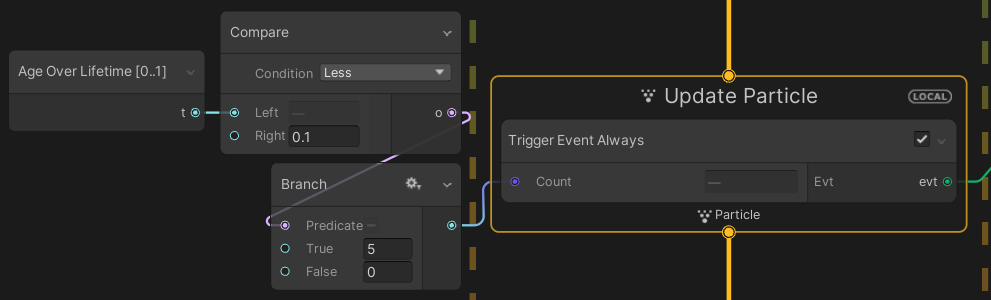 Compare
Age Over Lifetime [0..1]
Condition Less
t
Left —
o
Right 0.1
Update Particle
LOCAL
Trigger Event Always
Count —
Evt
evt
Particle
Branch
Predicate —
True 5
False 0